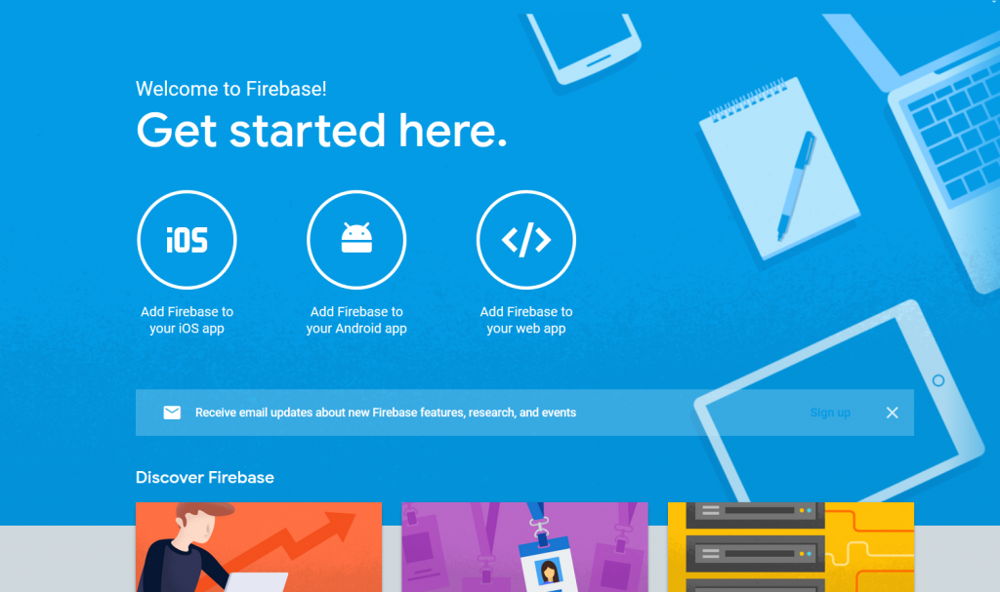 Welcome to Firebase!
Get started here.
iOS
</>
Add Firebase to
your iOS app
Add Firebase to
your Android app
Add Firebase to
your web app
Receive email updates about new Firebase features, research, and events
Sign up
Discover Firebase